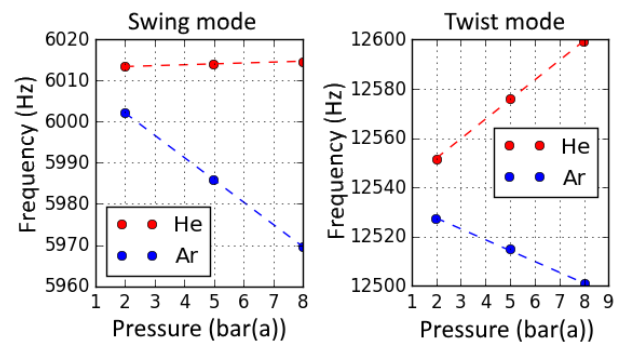 Swing mode
Frequency (Hz)
6020
6010
6000
5990
5980
5970
5960
He
Ar
1 2 3 4 5 6 7 8
Pressure (bar(a))
Twist mode
Frequency (Hz)
12600
12580
12560
12540
12520
12500
He
Ar
1 2 3 4 5 6 7 8 9
Pressure (bar(a))